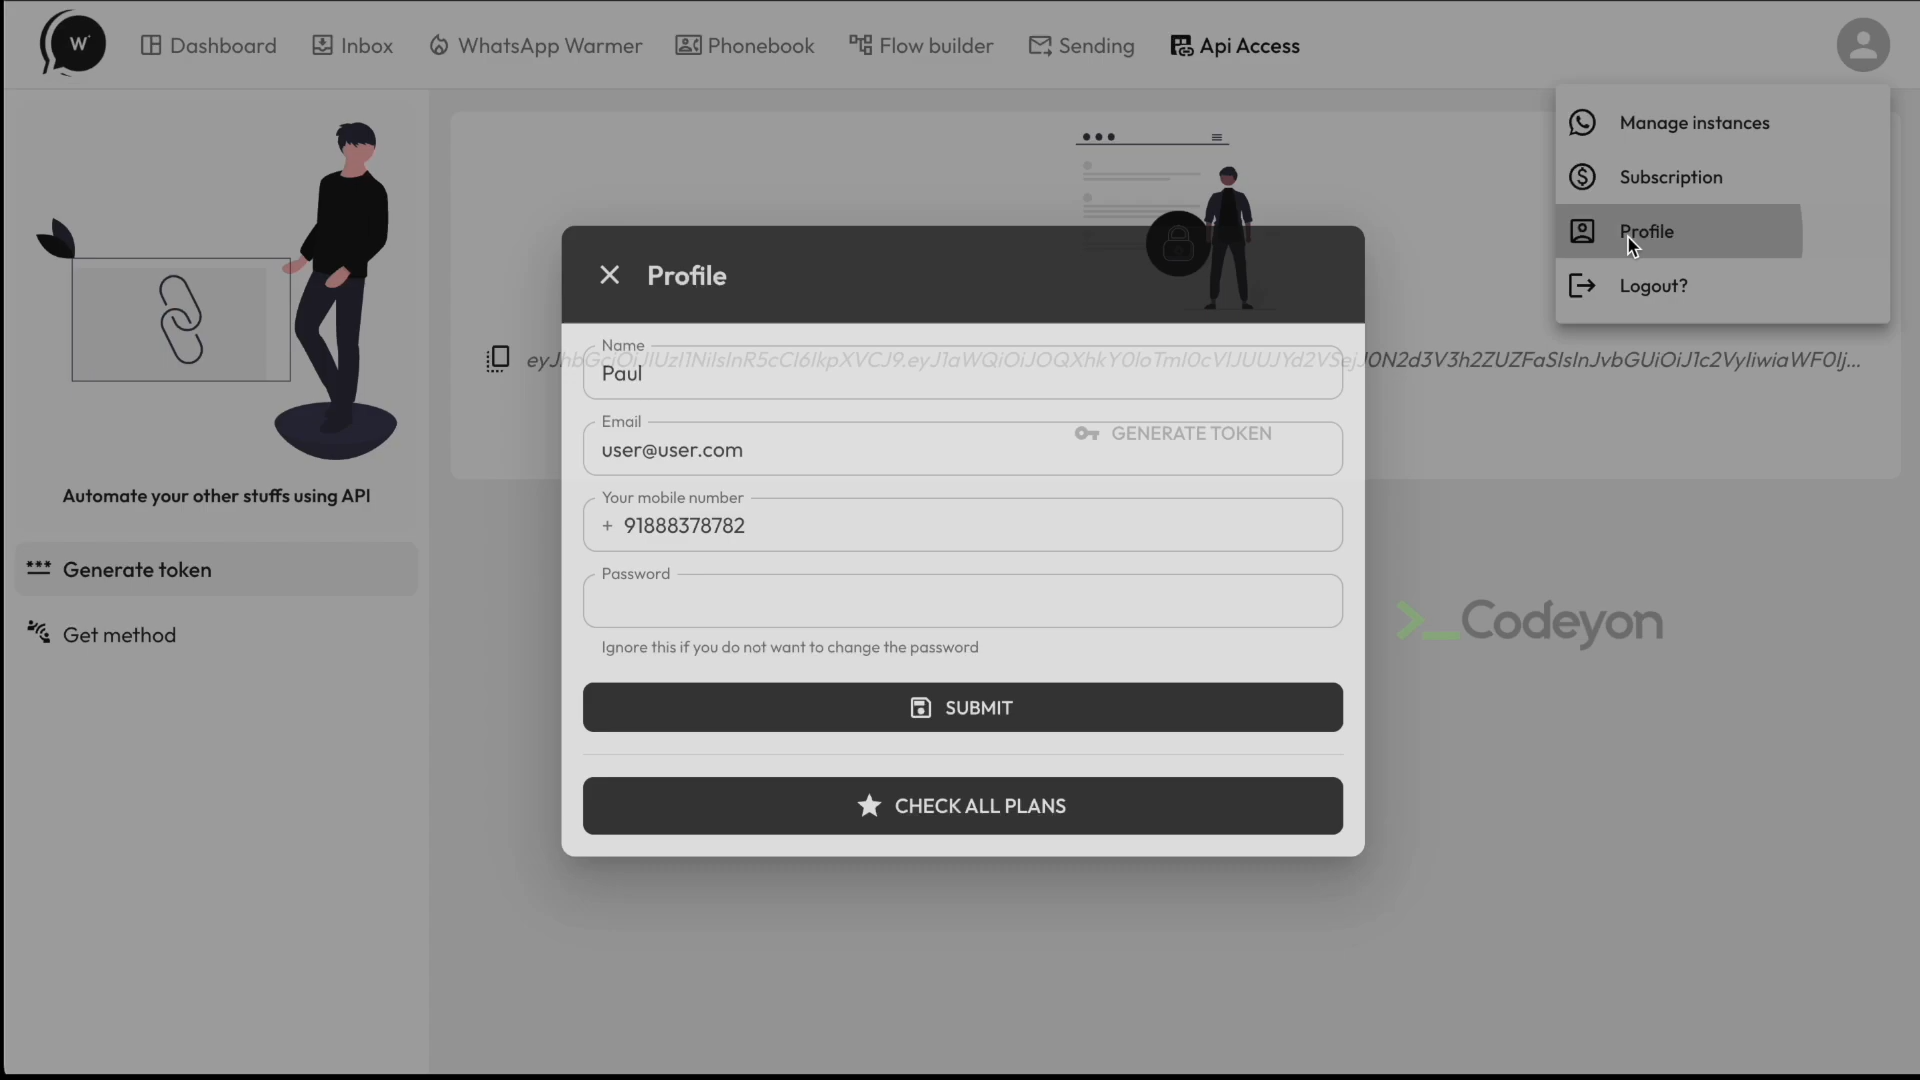 W
Dashboard
Inbox
WhatsApp Warmer
Phonebook
Flow builder
Sending
Api Access
Manage instances
Subscription
Profile
Logout?
Profile
Name
Paul
Email
user@user.com
GENERATE TOKEN
Your mobile number
+ 91888378782
Password
Ignore this if you do not want to change the password
SUBMIT
CHECK ALL PLANS
Automate your other stuffs using API
Generate token
Get method
>_Codeyon